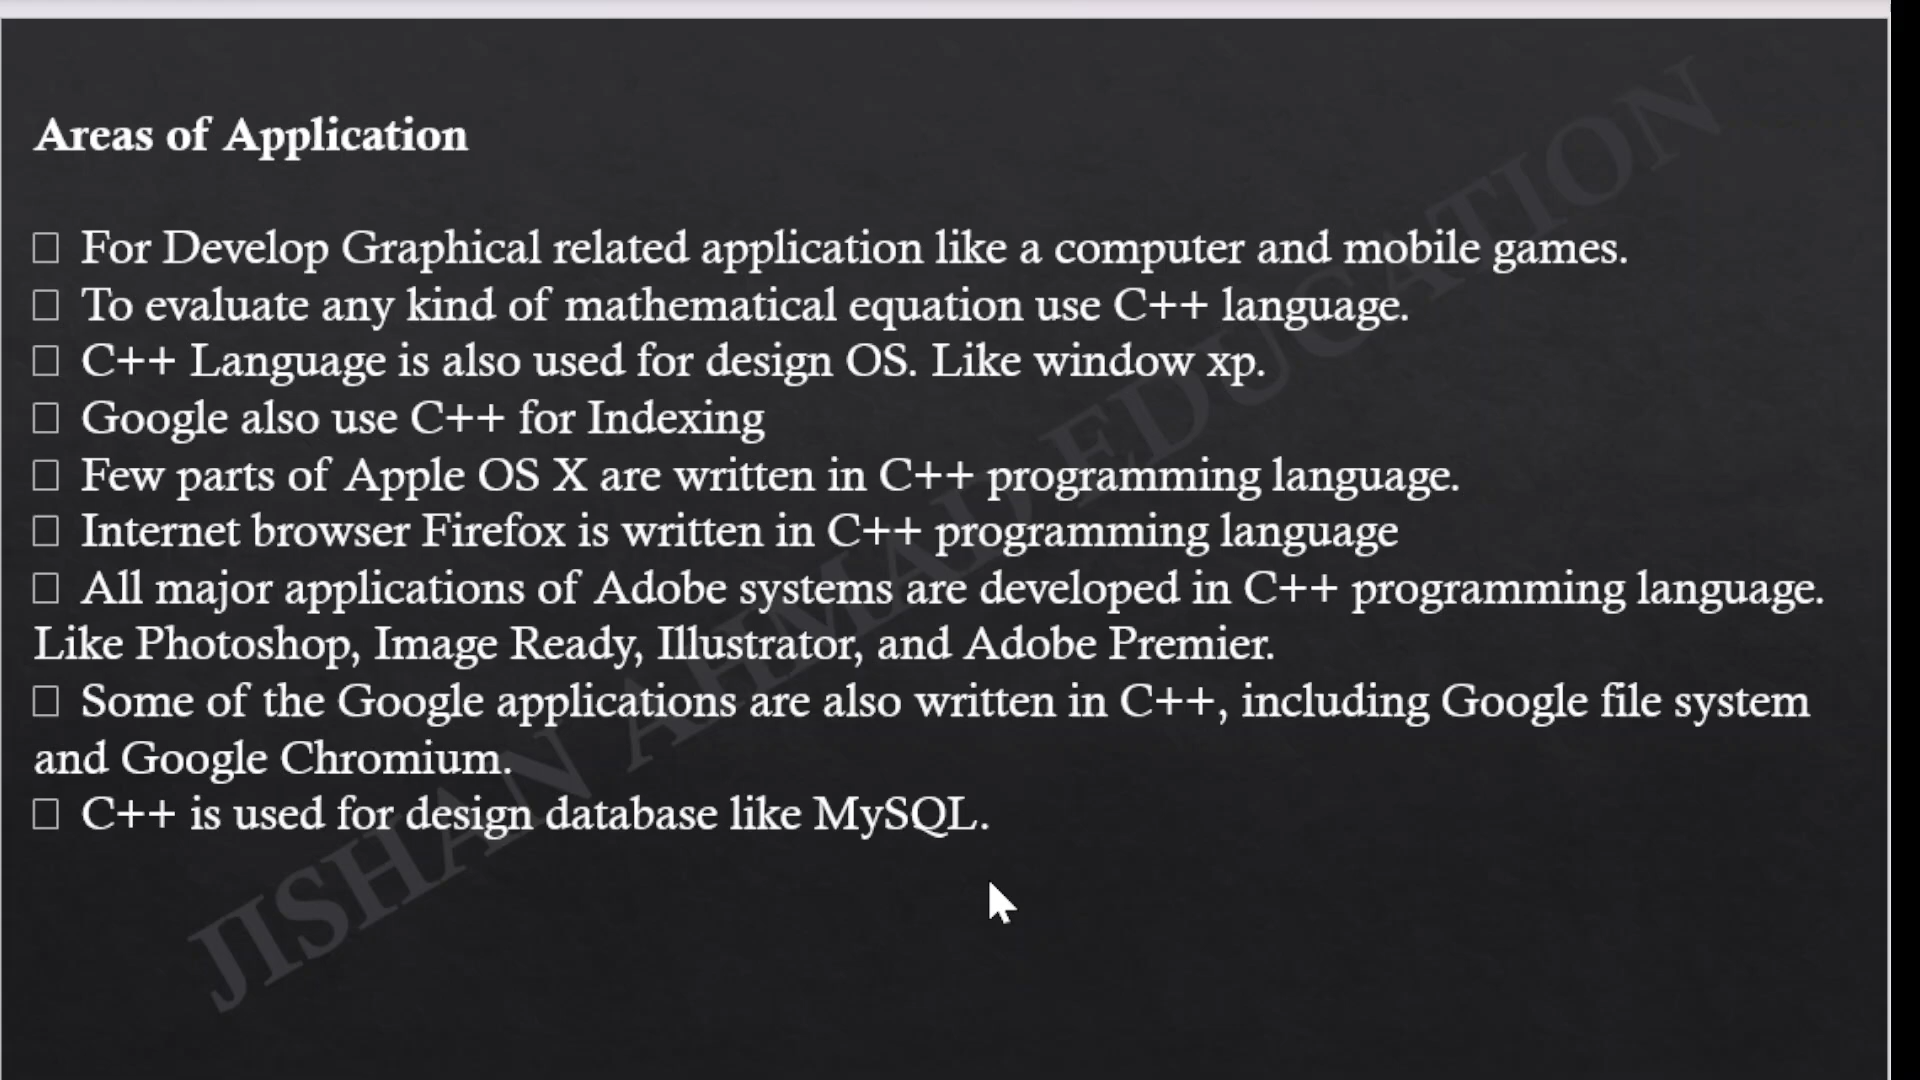 Areas of Application
□ For Develop Graphical related application like a computer and mobile games.
□ To evaluate any kind of mathematical equation use C++ language.
□ C++ Language is also used for design OS. Like window xp.
□ Google also use C++ for Indexing
□ Few parts of Apple OS X are written in C++ programming language.
□ Internet browser Firefox is written in C++ programming language
□ All major applications of Adobe systems are developed in C++ programming language.
Like Photoshop, Image Ready, Illustrator, and Adobe Premier.
□ Some of the Google applications are also written in C++, including Google file system
and Google Chromium.
□ C++ is used for design database like MySQL.
JISHAN AHMAD EDUCATION